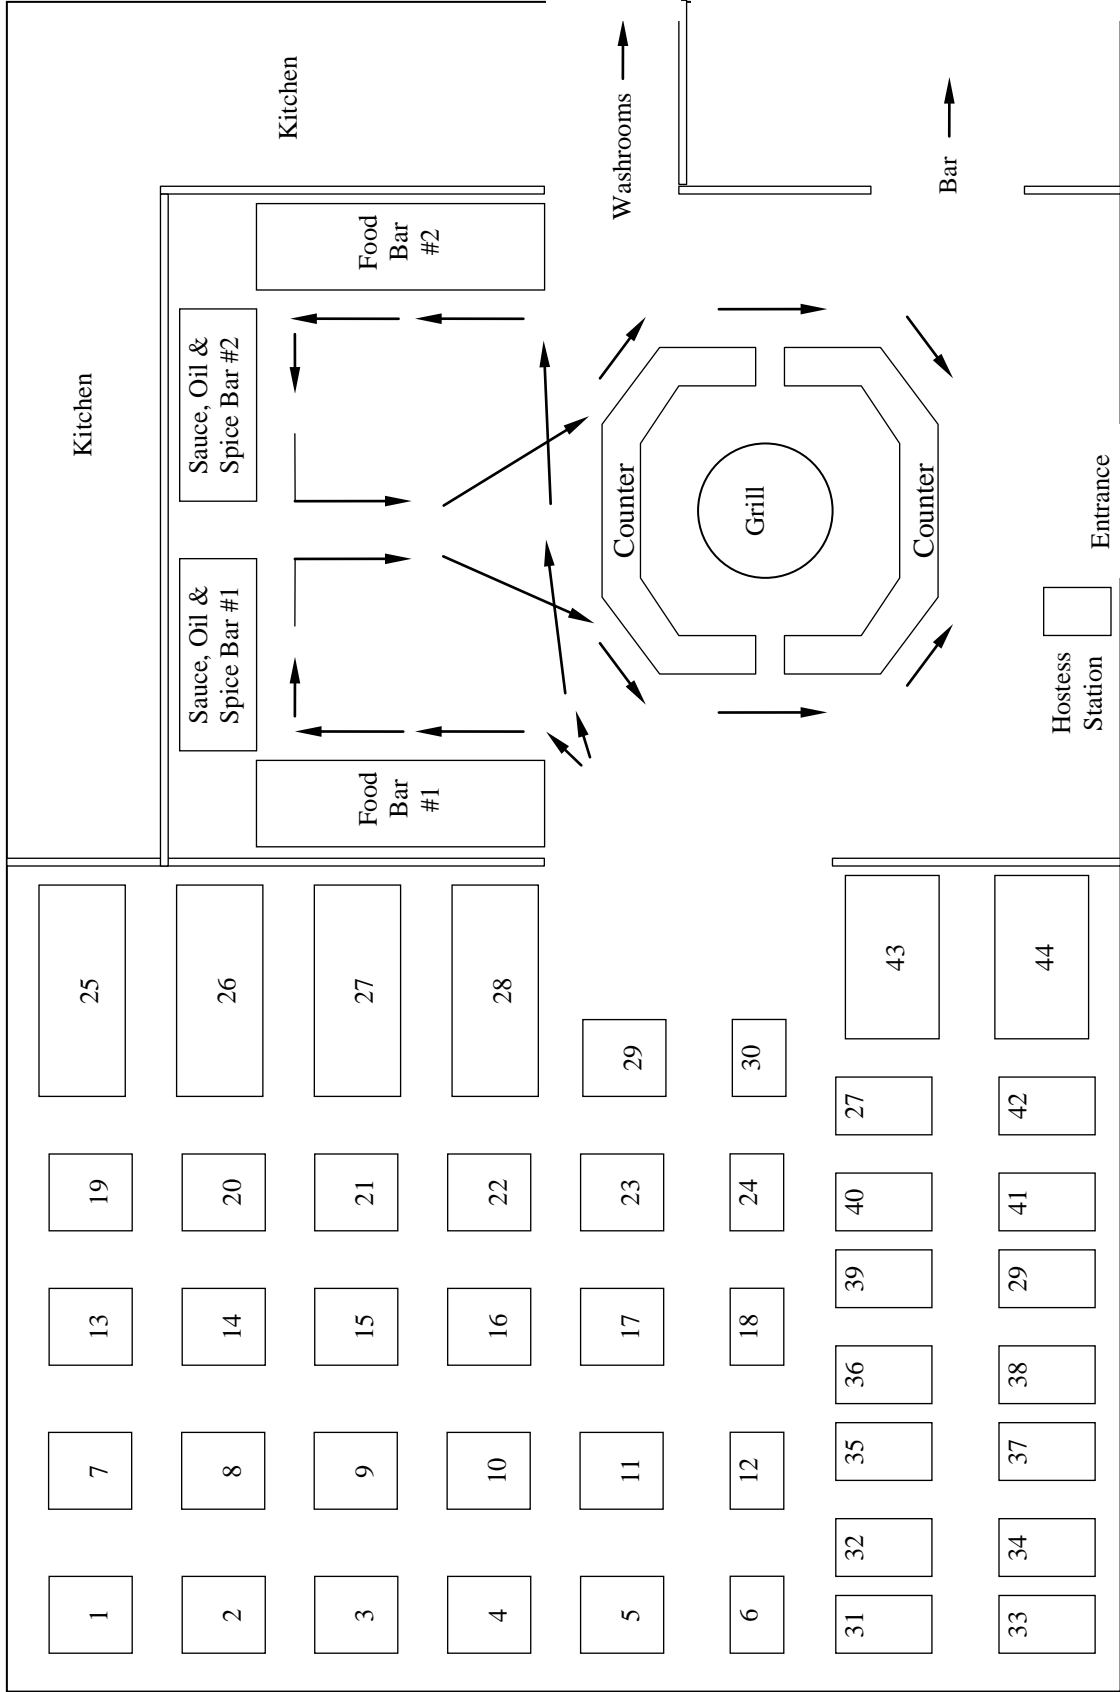 Kitchen
1
7
13
19
25
2
8
14
20
26
Sauce, Oil &
Spice Bar #1
Sauce, Oil &
Spice Bar #2
Kitchen
3
9
15
21
27
Food
Bar
#1
Food
Bar
#2
4
10
16
22
28
5
11
17
23
29
Counter
Washrooms
6
12
18
24
30
Grill
31
32
35
36
39
40
27
43
Counter
Bar
33
34
37
38
29
41
42
44
Hostess
Station
Entrance